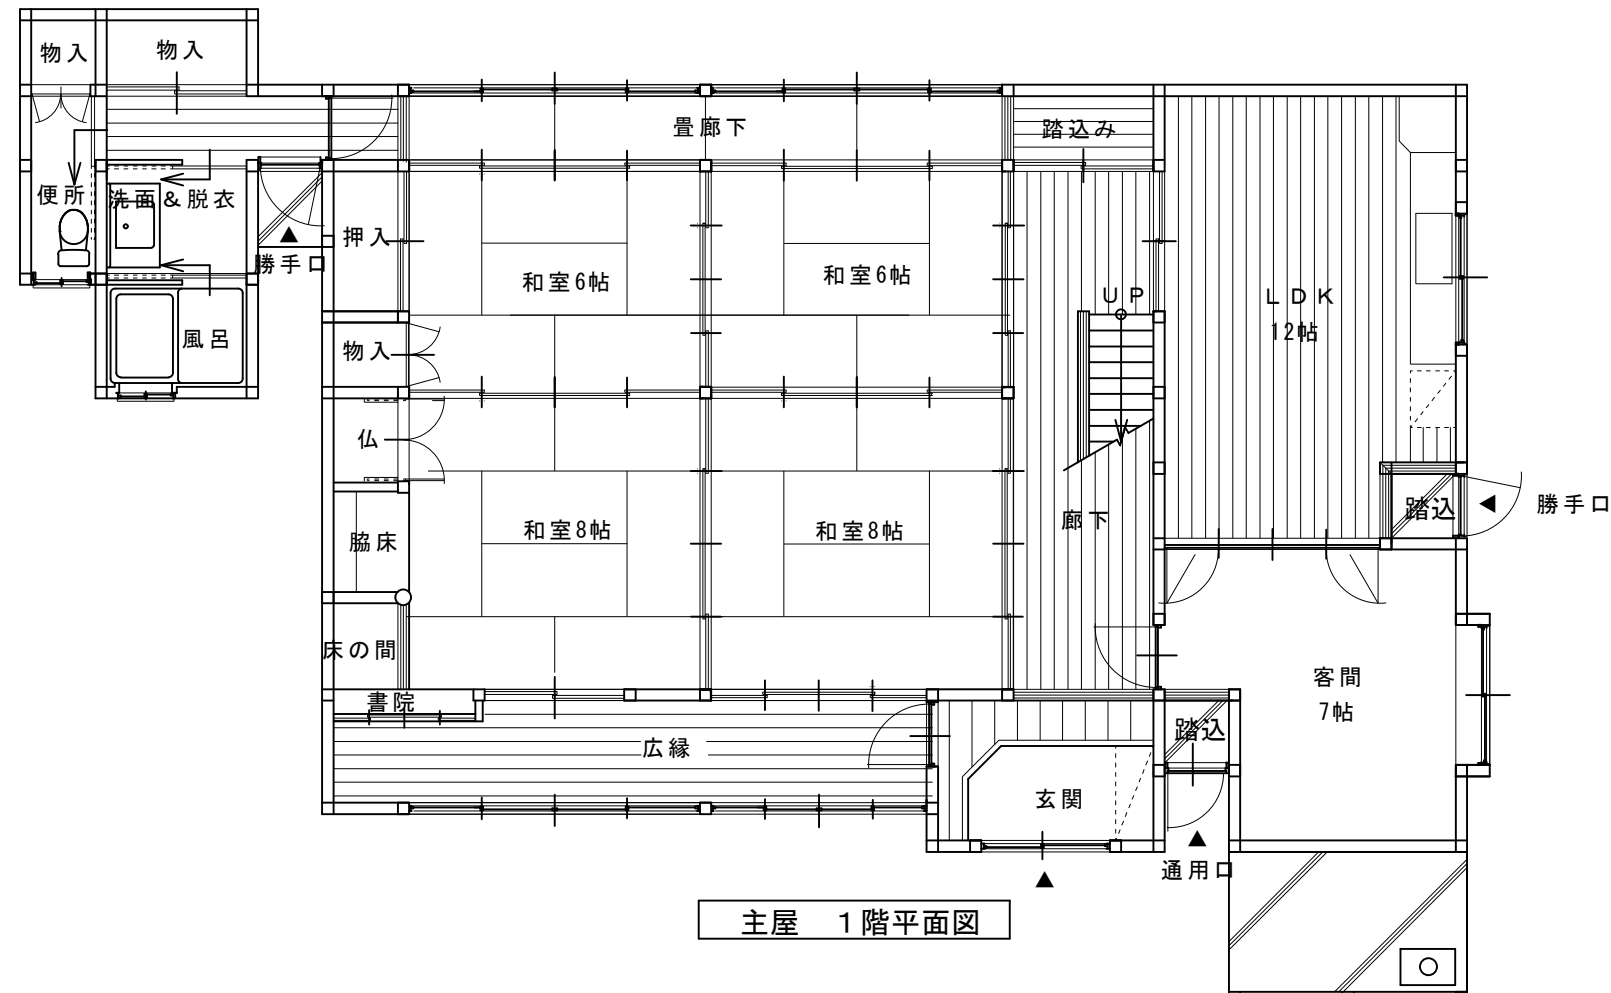 物入
物入
畳廊下
踏込み
便所
洗面＆脱衣
押入
勝手口
和室6帖
和室6帖
ＵＰ
ＬＤＫ
12帖
風呂
物入
仏
和室8帖
和室8帖
廊下
踏込
勝手口
脇床
床の間
書院
客間
7帖
広縁
踏込
玄関
通用口
主屋　１階平面図